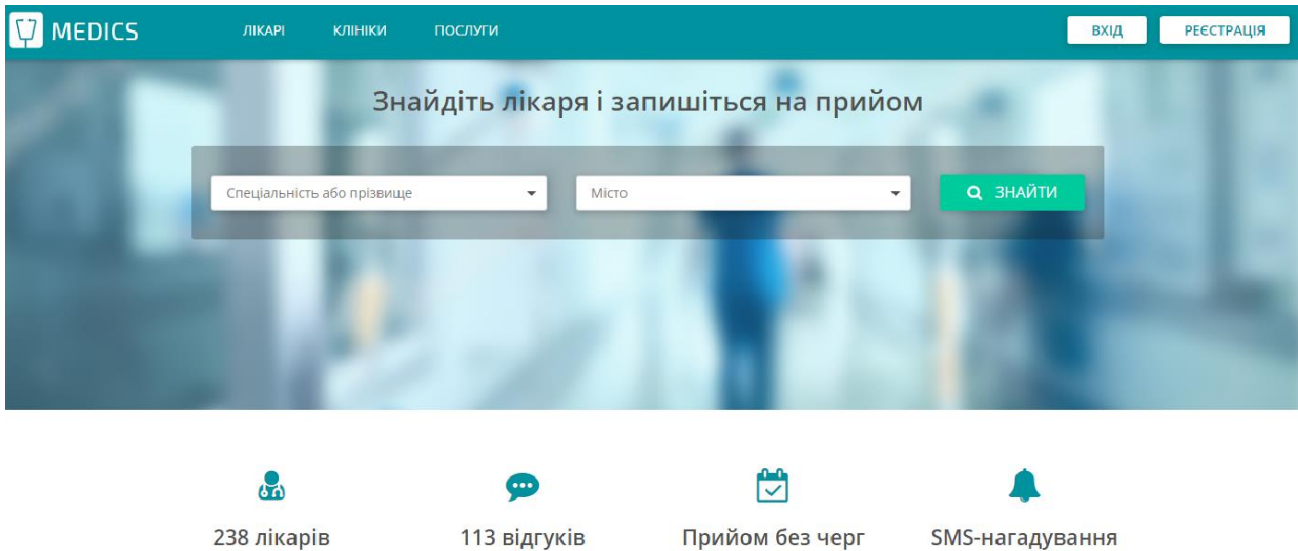 MEDICS ЛІКАРІ КЛІНІКИ ПОСЛУГИ ВХІД РЕЄСТРАЦІЯ
Знайдіть лікаря і запишіться на прийом
Спеціальність або прізвище Місто ЗНАЙТИ
238 лікарів 113 відгуків Прийом без черг SMS-нагадування